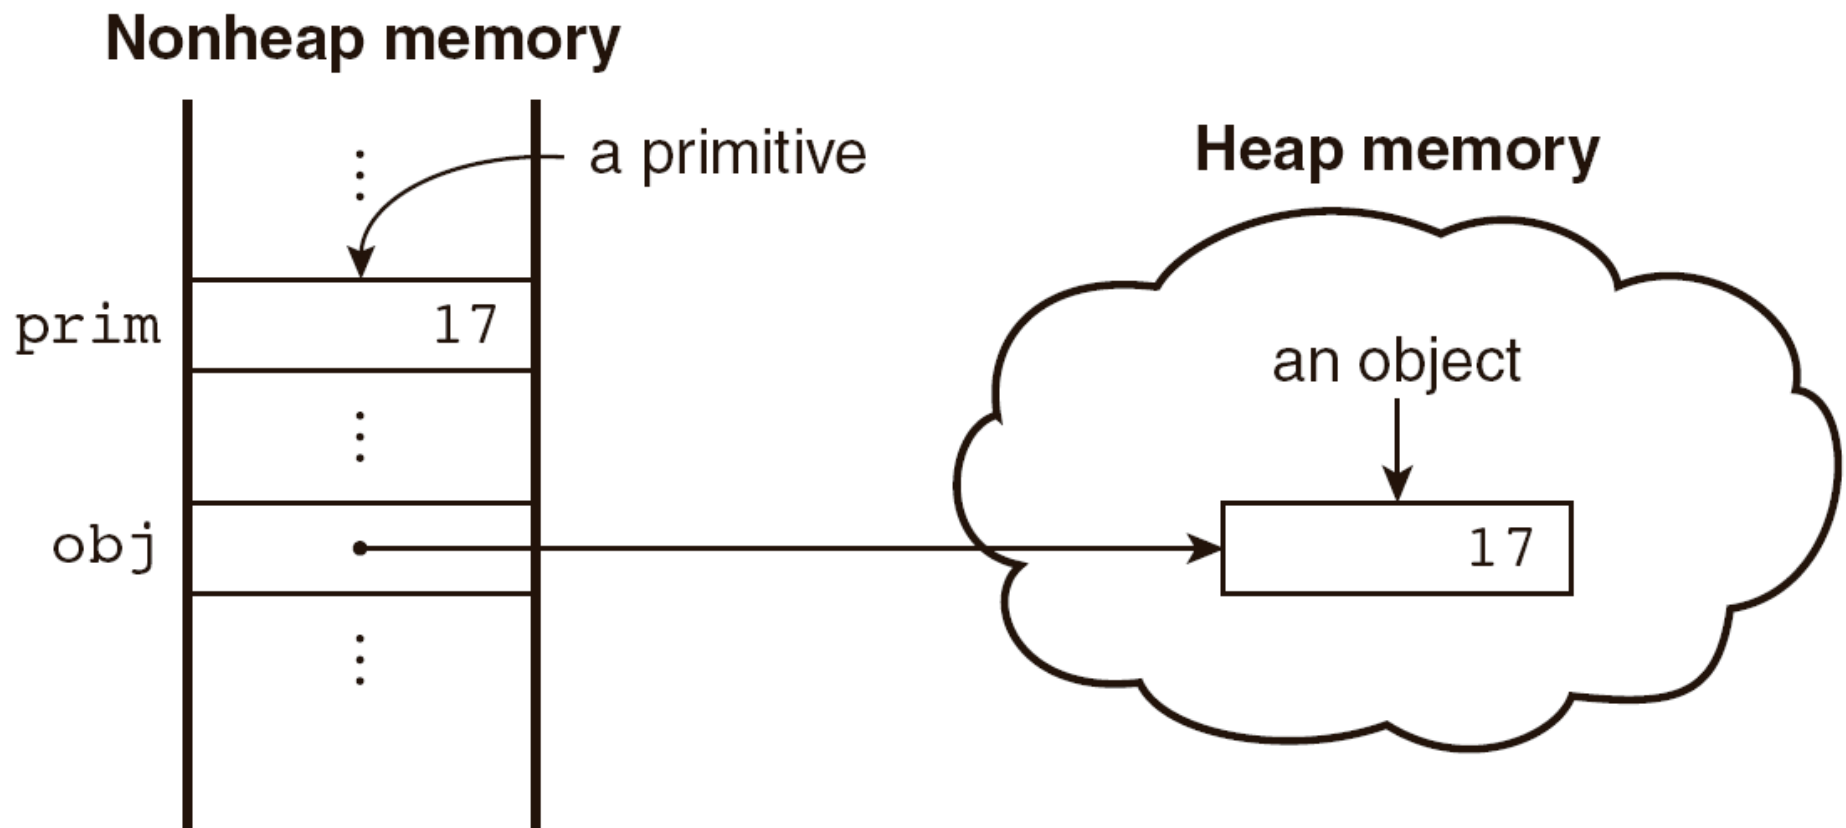 Nonheap memory
a primitive
Heap memory
prim
17
an object
obj
17